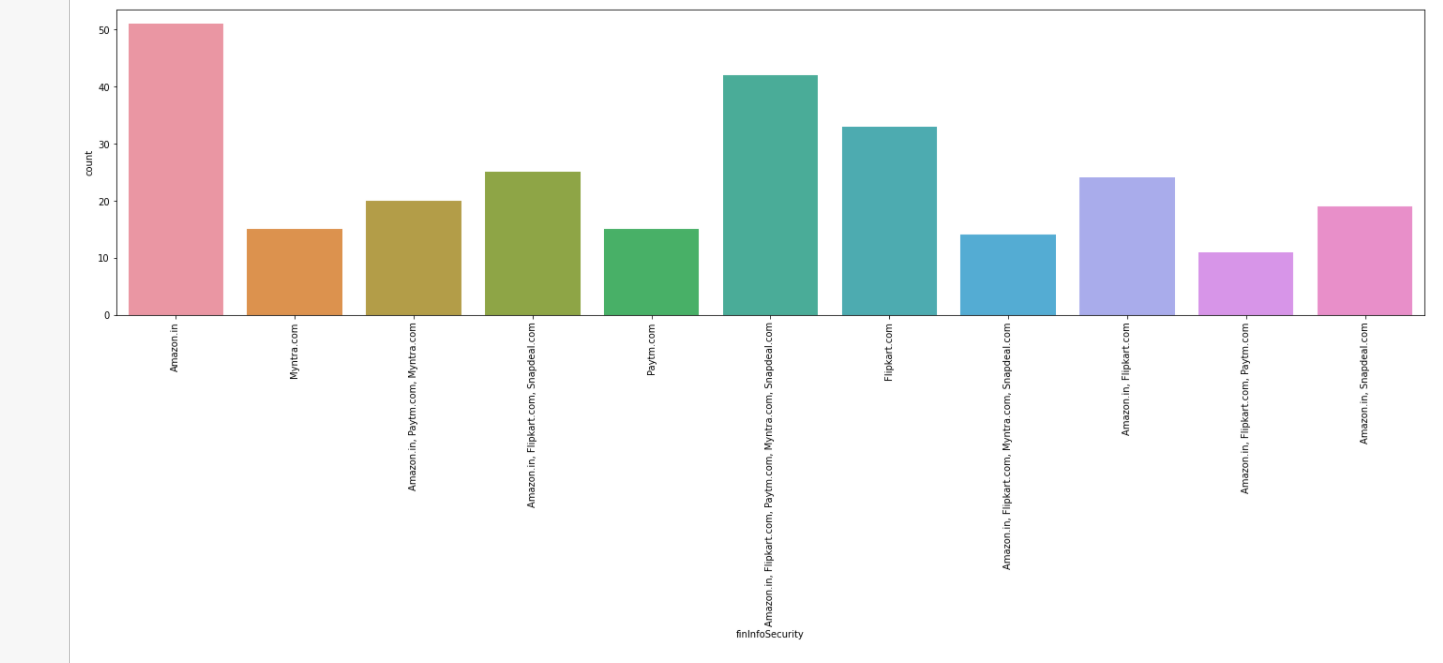 50
40
30
20
10
0
count
Amazon.in
Myntra.com
Amazon.in, Paytm.com, Myntra.com
Amazon.in, Flipkart.com, Snapdeal.com
Paytm.com
Amazon.in, Flipkart.com, Paytm.com, Myntra.com, Snapdeal.com
Flipkart.com
Amazon.in, Flipkart.com, Myntra.com, Snapdeal.com
Amazon.in, Flipkart.com
Amazon.in, Flipkart.com, Paytm.com
Amazon.in, Snapdeal.com
finInfoSecurity